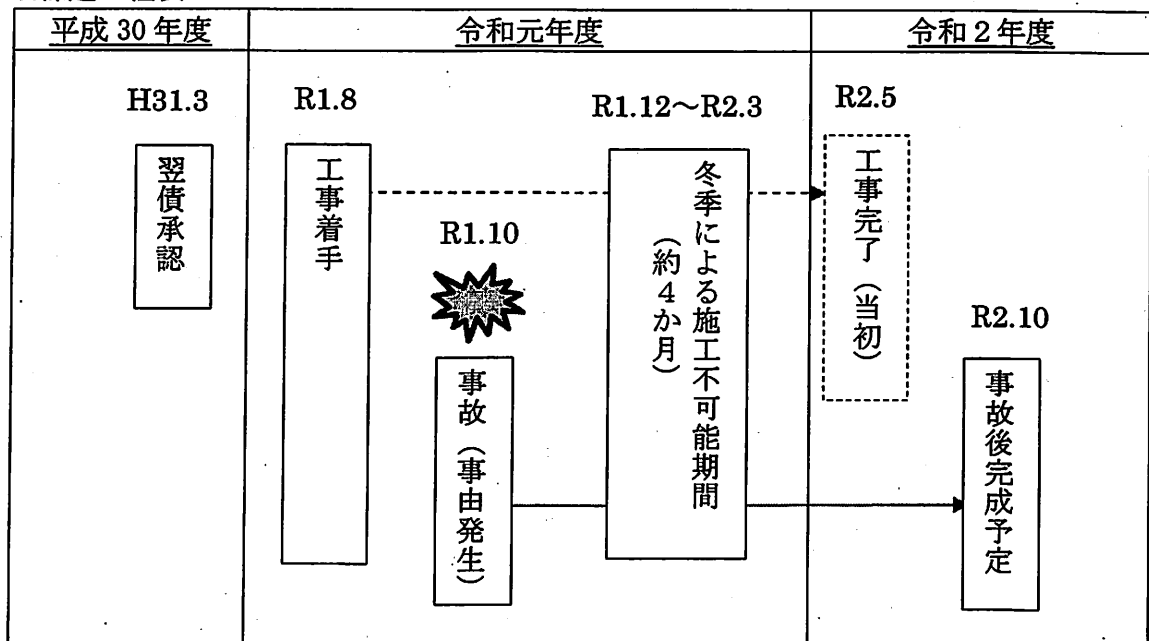 平成 30 年度
令和元年度
令和 2 年度
H31.3
翌債承認
R1.8
工事着手
R1.10
事故（事由発生）
R1.12～R2.3
冬季による施工不可能期間
（約４か月）
R2.5
工事完了（当初）
R2.10
事故後完成予定